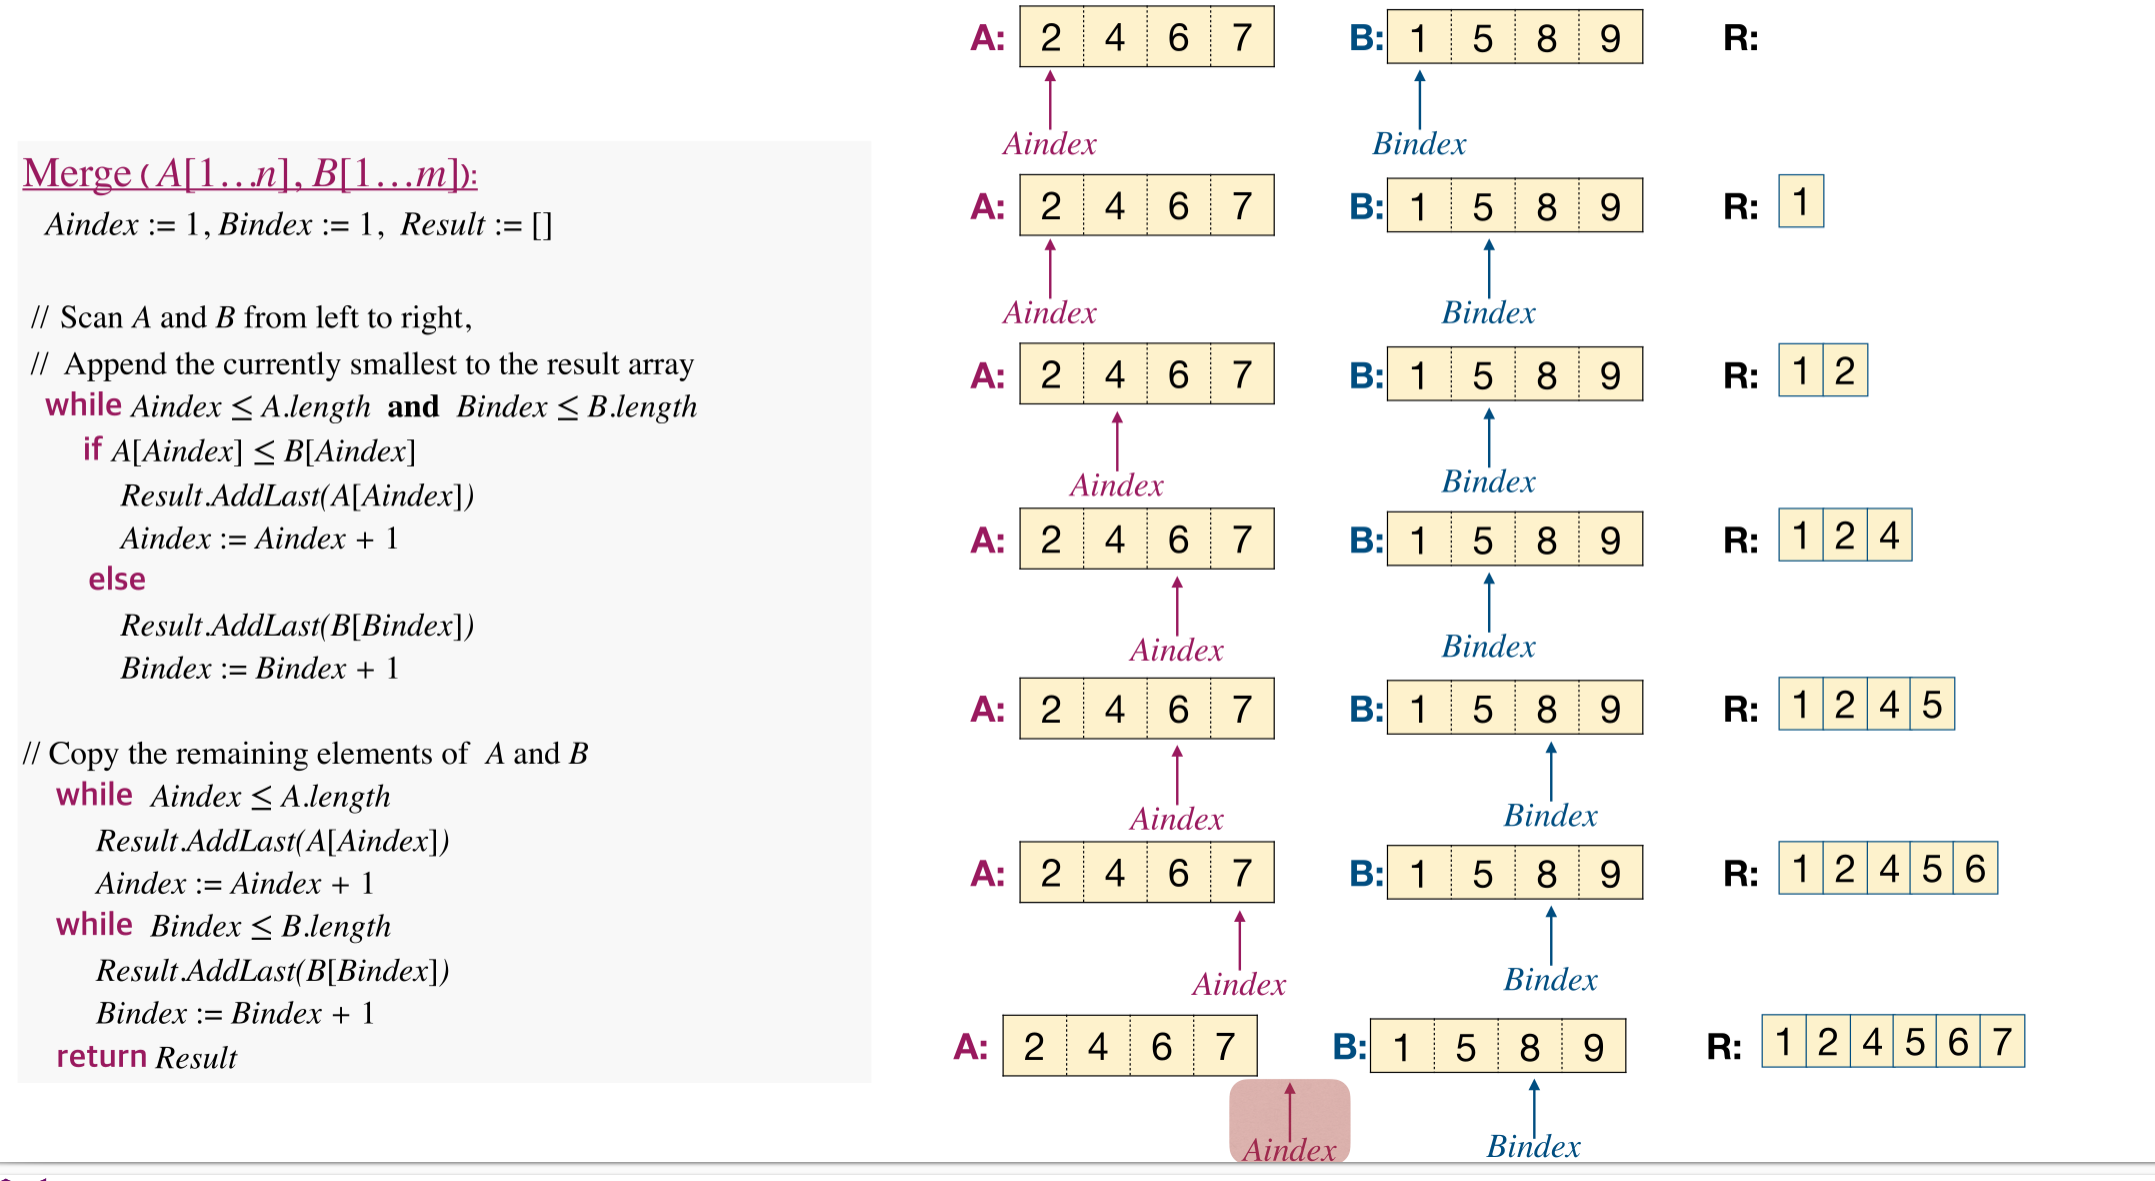 Merge (A[1…n], B[1…m]):
Aindex := 1, Bindex := 1, Result := []
// Scan A and B from left to right,
// Append the currently smallest to the result array
while Aindex ≤ A.length and Bindex ≤ B.length
if A[Aindex] ≤ B[Aindex]
Result.AddLast(A[Aindex])
Aindex := Aindex + 1
else
Result.AddLast(B[Bindex])
Bindex := Bindex + 1
// Copy the remaining elements of A and B
while Aindex ≤ A.length
Result.AddLast(A[Aindex])
Aindex := Aindex + 1
while Bindex ≤ B.length
Result.AddLast(B[Bindex])
Bindex := Bindex + 1
return Result
A: 2 4 6 7 B: 1 5 8 9 R:
Aindex Bindex
A: 2 4 6 7 B: 1 5 8 9 R: 1
Aindex Bindex
A: 2 4 6 7 B: 1 5 8 9 R: 1 2
Aindex Bindex
A: 2 4 6 7 B: 1 5 8 9 R: 1 2 4
Aindex Bindex
A: 2 4 6 7 B: 1 5 8 9 R: 1 2 4 5
Aindex Bindex
A: 2 4 6 7 B: 1 5 8 9 R: 1 2 4 5 6
Aindex Bindex
A: 2 4 6 7 B: 1 5 8 9 R: 1 2 4 5 6 7
Aindex Bindex